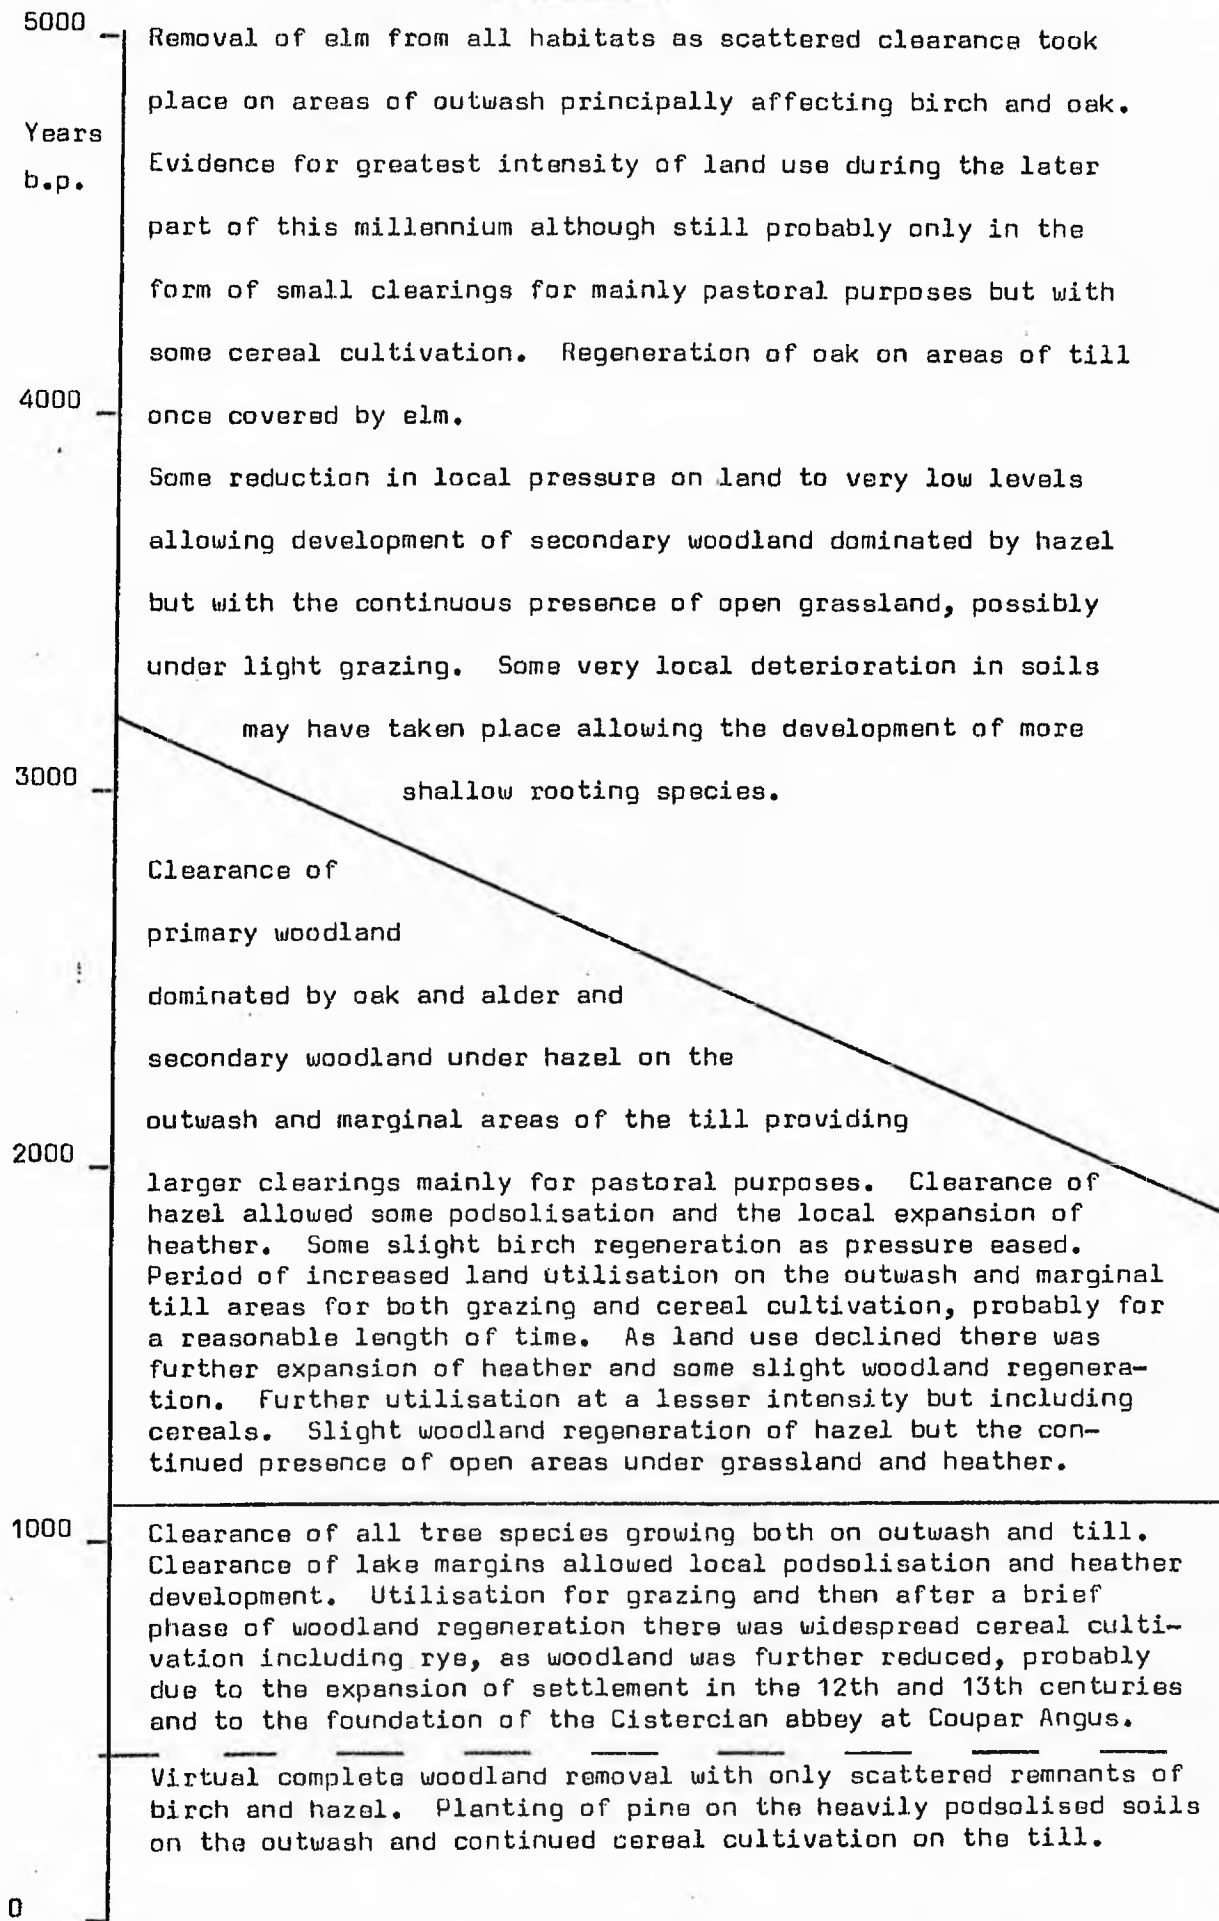 5000
Removal of elm from all habitats as scattered clearance took
place on areas of outwash principally affecting birch and oak.
Years
b.p.
Evidence for greatest intensity of land use during the later
part of this millennium although still probably only in the
form of small clearings for mainly pastoral purposes but with
some cereal cultivation. Regeneration of oak on areas of till
4000
once covered by elm.
Some reduction in local pressure on land to very low levels
allowing development of secondary woodland dominated by hazel
but with the continuous presence of open grassland, possibly
under light grazing. Some very local deterioration in soils
may have taken place allowing the development of more
3000
shallow rooting species.
Clearance of
primary woodland
dominated by oak and alder and
secondary woodland under hazel on the
outwash and marginal areas of the till providing
2000
larger clearings mainly for pastoral purposes. Clearance of
hazel allowed some podsolisation and the local expansion of
heather. Some slight birch regeneration as pressure eased.
Period of increased land utilisation on the outwash and marginal
till areas for both grazing and cereal cultivation, probably for
a reasonable length of time. As land use declined there was
further expansion of heather and some slight woodland regenera-
tion. Further utilisation at a lesser intensity but including
cereals. Slight woodland regeneration of hazel but the con-
tinued presence of open areas under grassland and heather.
1000
Clearance of all tree species growing both on outwash and till.
Clearance of lake margins allowed local podsolisation and heather
development. Utilisation for grazing and then after a brief
phase of woodland regeneration there was widespread cereal culti-
vation including rye, as woodland was further reduced, probably
due to the expansion of settlement in the 12th and 13th centuries
and to the foundation of the Cistercian abbey at Coupar Angus.
Virtual complete woodland removal with only scattered remnants of
birch and hazel. Planting of pine on the heavily podsolised soils
on the outwash and continued cereal cultivation on the till.
0